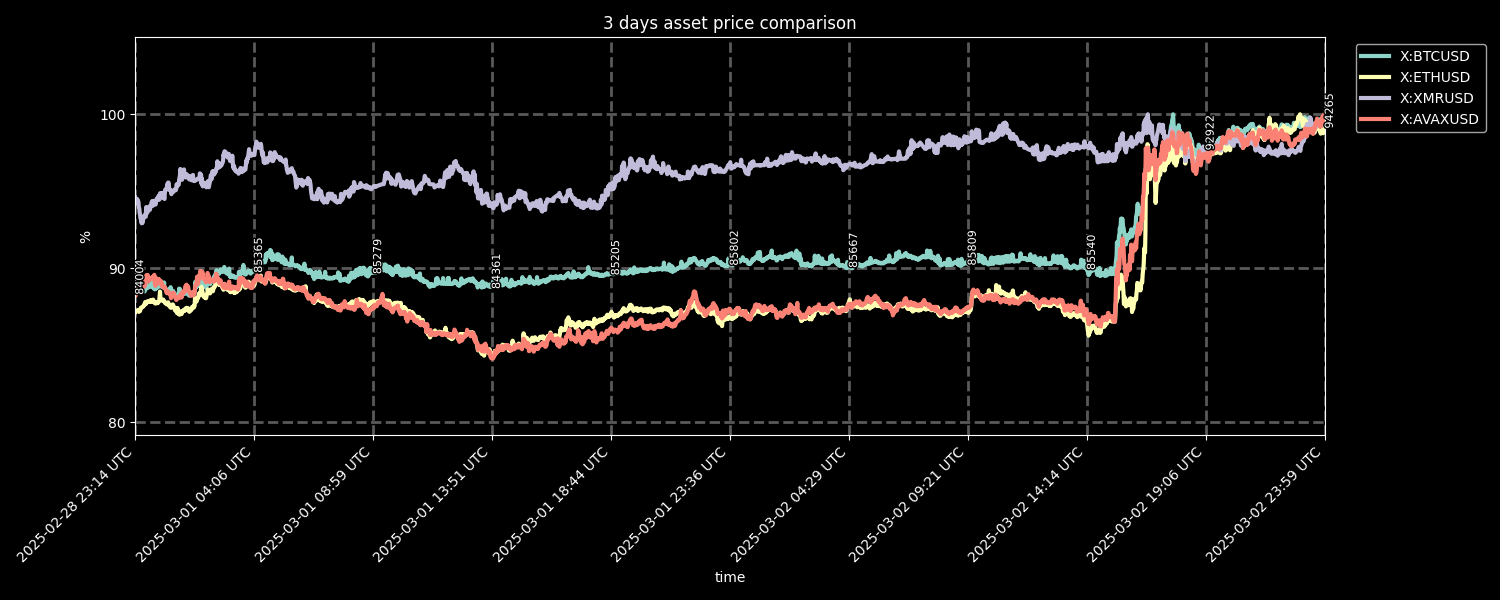 3 days asset price comparison
X:BTCUSD
X:ETHUSD
X:XMRUSD
X:AVAXUSD
%
100
90
80
84004
85365
85279
84361
85205
85802
85667
85809
85540
92922
94265
2025-02-28 23:14 UTC
2025-03-01 04:06 UTC
2025-03-01 08:59 UTC
2025-03-01 13:51 UTC
2025-03-01 18:44 UTC
2025-03-01 23:36 UTC
2025-03-02 04:29 UTC
2025-03-02 09:21 UTC
2025-03-02 14:14 UTC
2025-03-02 19:06 UTC
2025-03-02 23:59 UTC
time